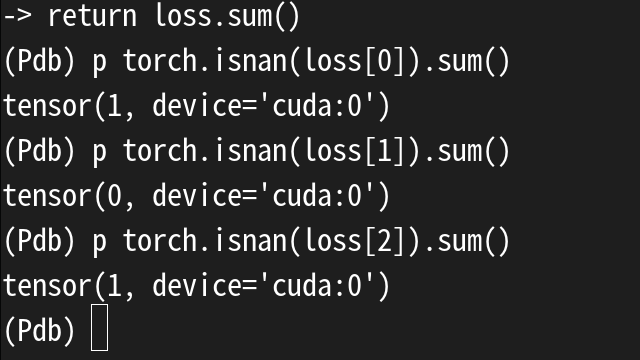 -> return loss.sum()
(Pdb) p torch.isnan(loss[0]).sum()
tensor(1, device='cuda:0')
(Pdb) p torch.isnan(loss[1]).sum()
tensor(0, device='cuda:0')
(Pdb) p torch.isnan(loss[2]).sum()
tensor(1, device='cuda:0')
(Pdb)